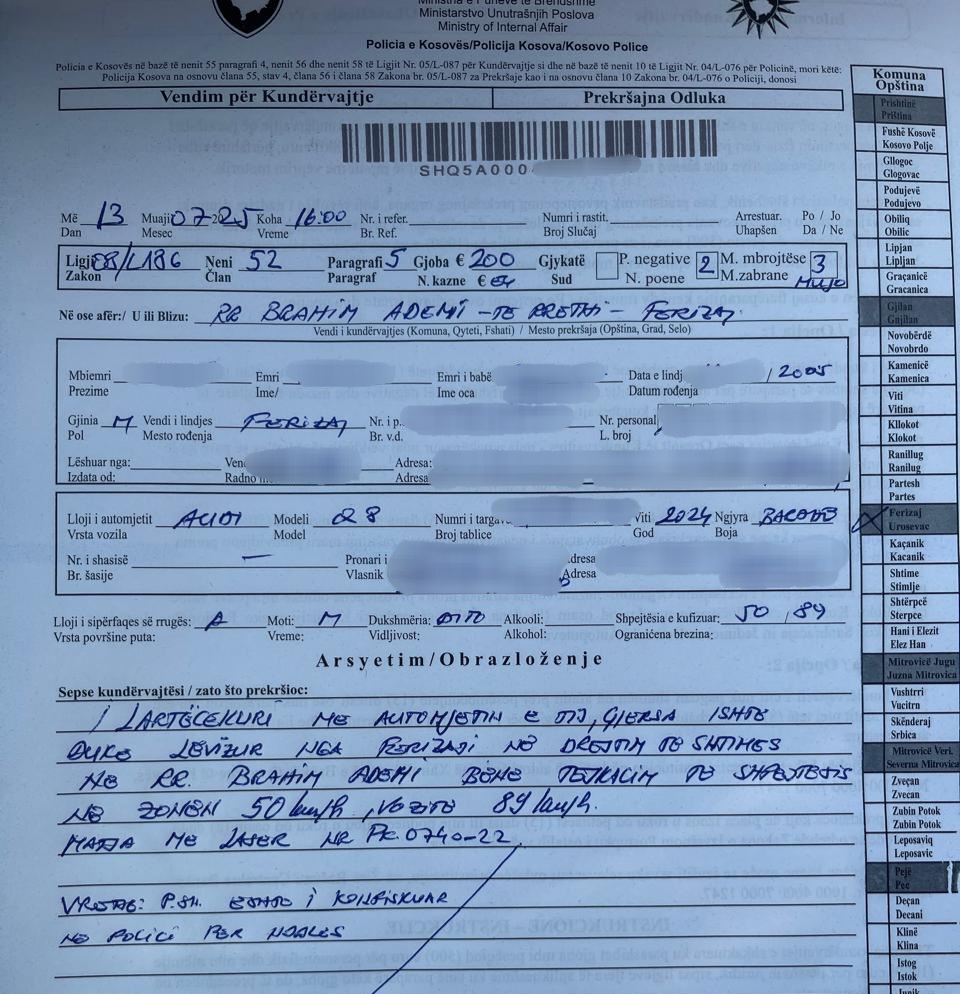 Ministria e Punëve të Brendshme
Ministarstvo Unutrašnjih Poslova
Ministry of Internal Affair
Policia e Kosovës/Policija Kosova/Kosovo Police
Policia e Kosovës në bazë të nenit 55 paragrafi 4, nenit 56 dhe nenit 58 të Ligjit Nr. 05/L-087 për Kundërvajtje si dhe në bazë të nenit 10 të Ligjit Nr. 04/L-076 për Policinë, mori këtë:
Policija Kosova na osnovu člana 55, stav 4, člana 56 i člana 58 Zakona br. 05/L-087 za Prekršaje kao i na osnovu člana 10 Zakona br. 04/L-076 o Policiji, donosi
Vendim për Kundërvajtje Prekršajna Odluka
SHQ5A000
Më 13 Muaji 07 2025 Koha 16:00 Nr. i refer. Numri i rastit. Arrestuar. Po / Jo
Dan Mesec Vreme Br. Ref. Broj Slučaj Uhapšen Da / Ne
Ligji 08/L186 Neni 52 Paragrafi 5 Gjoba € 200 Gjykatë P. negative 2 M. mbrojtëse 3
Zakon Član Paragraf N. kazne € Sud N. poene M.zabrane MUJO
Në ose afër:/ U ili Blizu: RR BRAHIM ADEMI - - FERIZAJ
Vendi i kundërvajtjes (Komuna, Qyteti, Fshati) / Mesto prekršaja (Opština, Grad, Selo)
Mbiemri Emri Emri i babë Data e lindj / 2005
Prezime Ime/ Ime oca Datum rođenja
Gjinia M Vendi i lindjes FERIZAJ Nr. i p. Nr. personal
Pol Mesto rođenja Br. v.d. L. broj
Lëshuar nga: Ven Adresa:
Izdata od: Radno Adresa
Lloji i automjetit AUDI Modeli Q8 Numri i targa Viti 2024 Ngjyra
Vrsta vozila Model Broj tablice God Boja
Nr. i shasisë — Pronari i dresa
Br. šasije Vlasnik Adresa
Lloji i sipërfaqes së rrugës: A Moti: M Dukshmëria: Alkooli: Shpejtësia e kufizuar: 50 / 89
Vrsta površine puta: Vreme: Vidljivost: Alkohol: Ograničena brezina:
Arsyetim/Obrazloženje
Sepse kundërvajtësi / zato što prekršioc:
I LARTËCEKURI ME AUTOMJETIN E TIJ, GJERSA ISHTE
DUKE LËVIZUR NGA FERIZAJI NË DREJTIM TË SHTIMES
NË RR. BRAHIM ADEMI BËNË TEJKALIM TË SHPEJTESIS
NË ZONËN 50 km/h, VOZITË 89 km/h.
MATJA ME LASER NR PK.0740-22
VREJTJE: P.SH. ËSHTË I KONFISKUAR
NË POLICI PËR NDALES
Komuna
Opština
Prishtinë
Priština
Fushë Kosovë
Kosovo Polje
Gllogoc
Glogovac
Podujevë
Podujevo
Obiliq
Obilic
Lipjan
Lipljan
Graçanicë
Gracanica
Gjilan
Gnjilan
Novobërdë
Novobrdo
Kamenicë
Kamenica
Viti
Vitina
Kllokot
Klokot
Ranillug
Ranilug
Partesh
Partes
Ferizaj
Urosevac
Kaçanik
Kacanik
Shtime
Stimlje
Shtërpcë
Sterpce
Hani i Elezit
Elez Han
Mitrovicë Jugu
Juzna Mitrovica
Vushtrri
Vucitrn
Skënderaj
Srbica
Mitrovicë Veri.
Severna Mitrovica
Zveçan
Zvecan
Zubin Potok
Zubin Potok
Leposaviq
Leposavic
Pejë
Pec
Deçan
Decani
Klinë
Klina
Istog
Istok
Junik